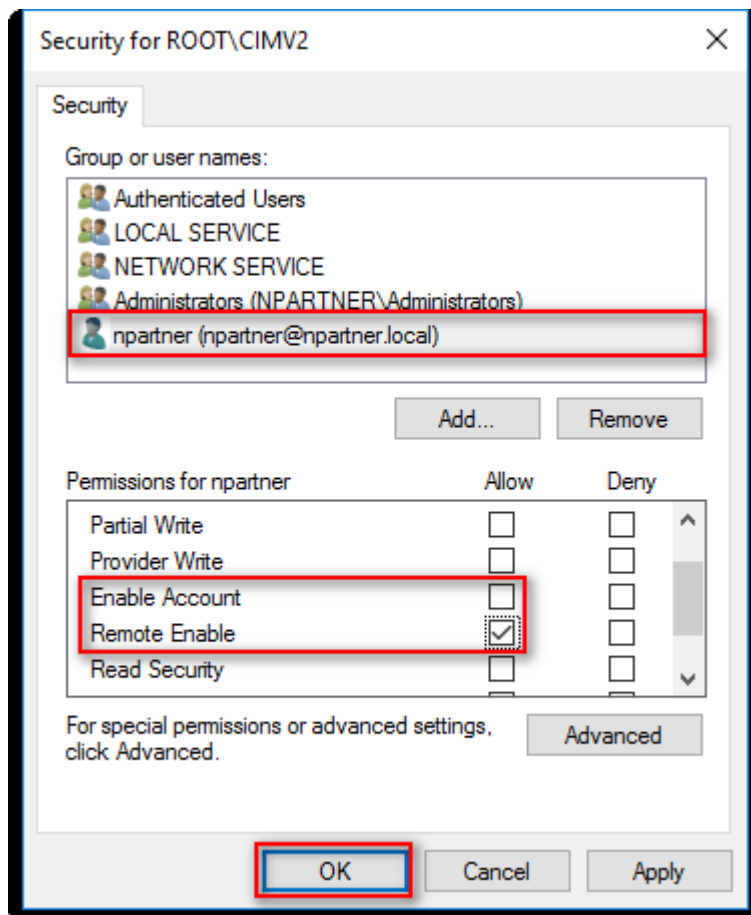 Security for ROOT\CIMV2
Security
Group or user names:
Authenticated Users
LOCAL SERVICE
NETWORK SERVICE
Administrators (NPARTNER\Administrators)
npartner (npartner@npartner.local)
Add...
Remove
Permissions for npartner
Allow
Deny
Partial Write
Provider Write
Enable Account
Remote Enable
Read Security
For special permissions or advanced settings,
click Advanced.
Advanced
OK
Cancel
Apply